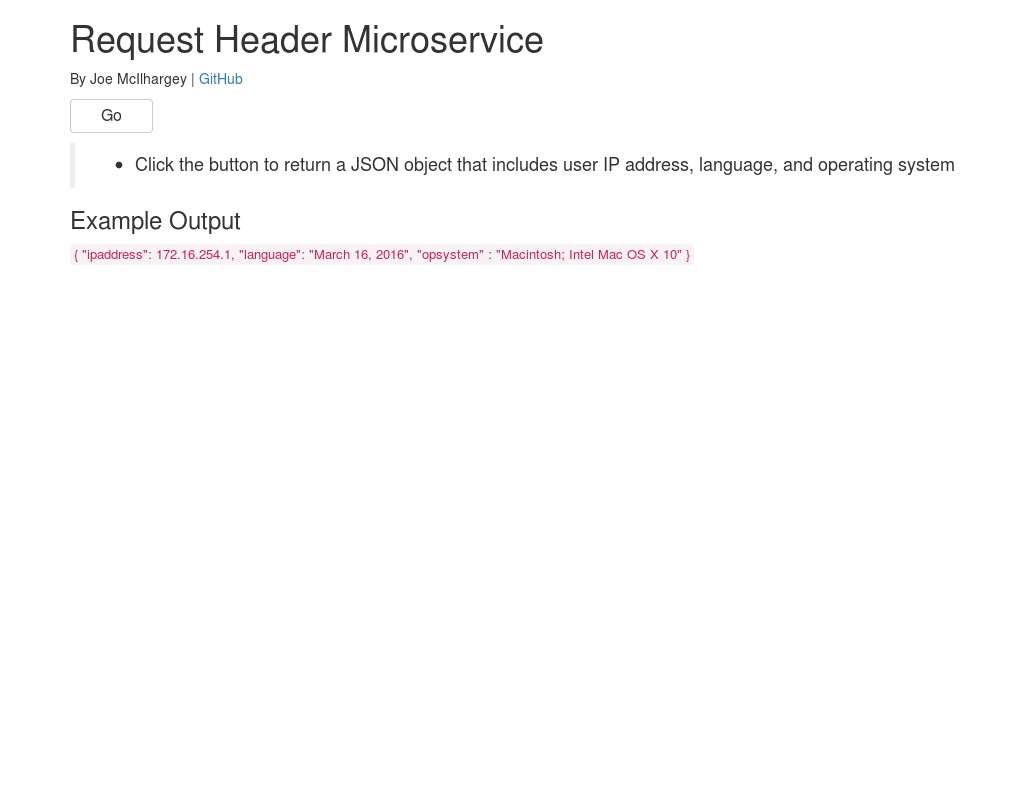 Request Header Microservice
By Joe McIlhargey | GitHub
Go
Click the button to return a JSON object that includes user IP address, language, and operating system
Example Output
{ "ipaddress": 172.16.254.1, "language": "March 16, 2016", "opsystem" : "Macintosh; Intel Mac OS X 10" }